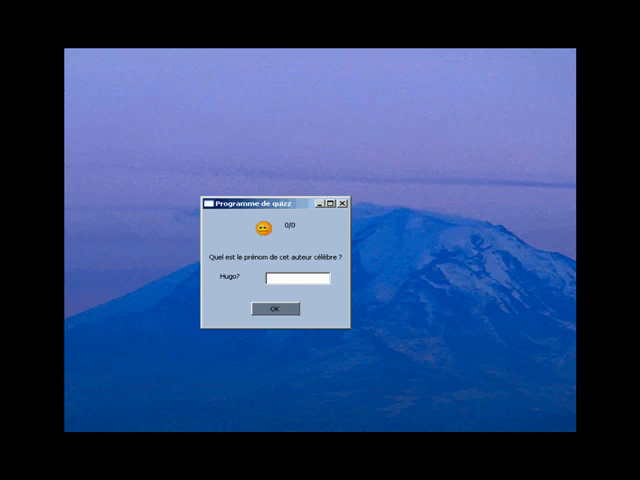 Programme de quizz
0/0
Quel est le prénom de cet auteur célèbre ?
Hugo?
OK